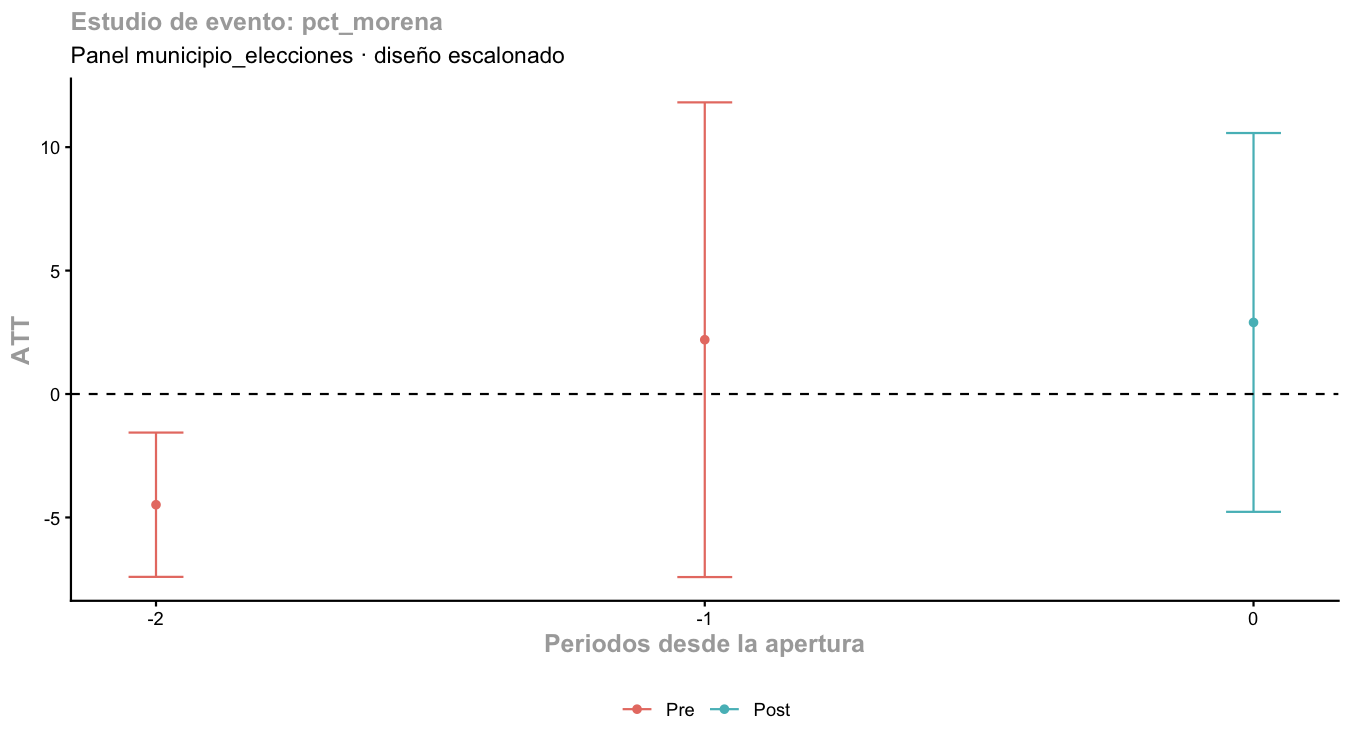 Estudio de evento: pct_morena
Panel municipio_elecciones · diseño escalonado
ATT
10
5
0
-5
-2
-1
0
Periodos desde la apertura
Pre
Post